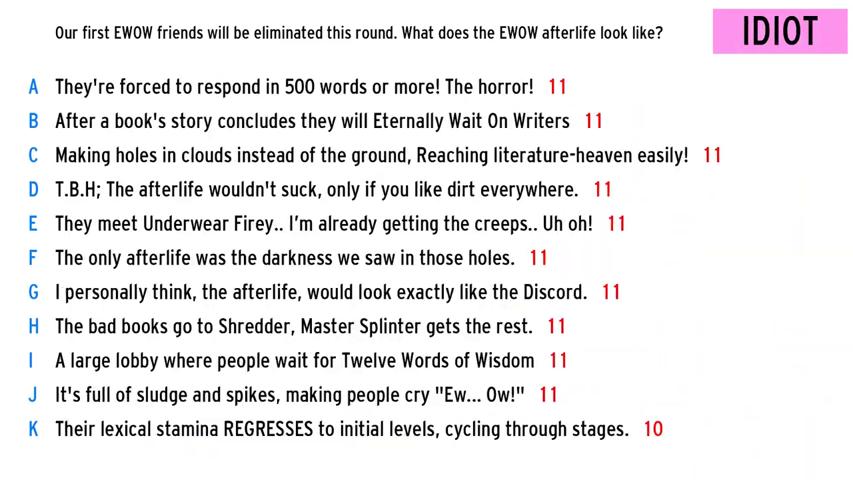 Our first EWOW friends will be eliminated this round. What does the EWOW afterlife look like?
IDIOT
A They're forced to respond in 500 words or more! The horror! 11
B After a book's story concludes they will Eternally Wait On Writers 11
C Making holes in clouds instead of the ground, Reaching literature-heaven easily! 11
D T.B.H; The afterlife wouldn't suck, only if you like dirt everywhere. 11
E They meet Underwear Firey.. I'm already getting the creeps.. Uh oh! 11
F The only afterlife was the darkness we saw in those holes. 11
G I personally think, the afterlife, would look exactly like the Discord. 11
H The bad books go to Shredder, Master Splinter gets the rest. 11
I A large lobby where people wait for Twelve Words of Wisdom 11
J It's full of sludge and spikes, making people cry "Ew... Ow!" 11
K Their lexical stamina REGRESSES to initial levels, cycling through stages. 10